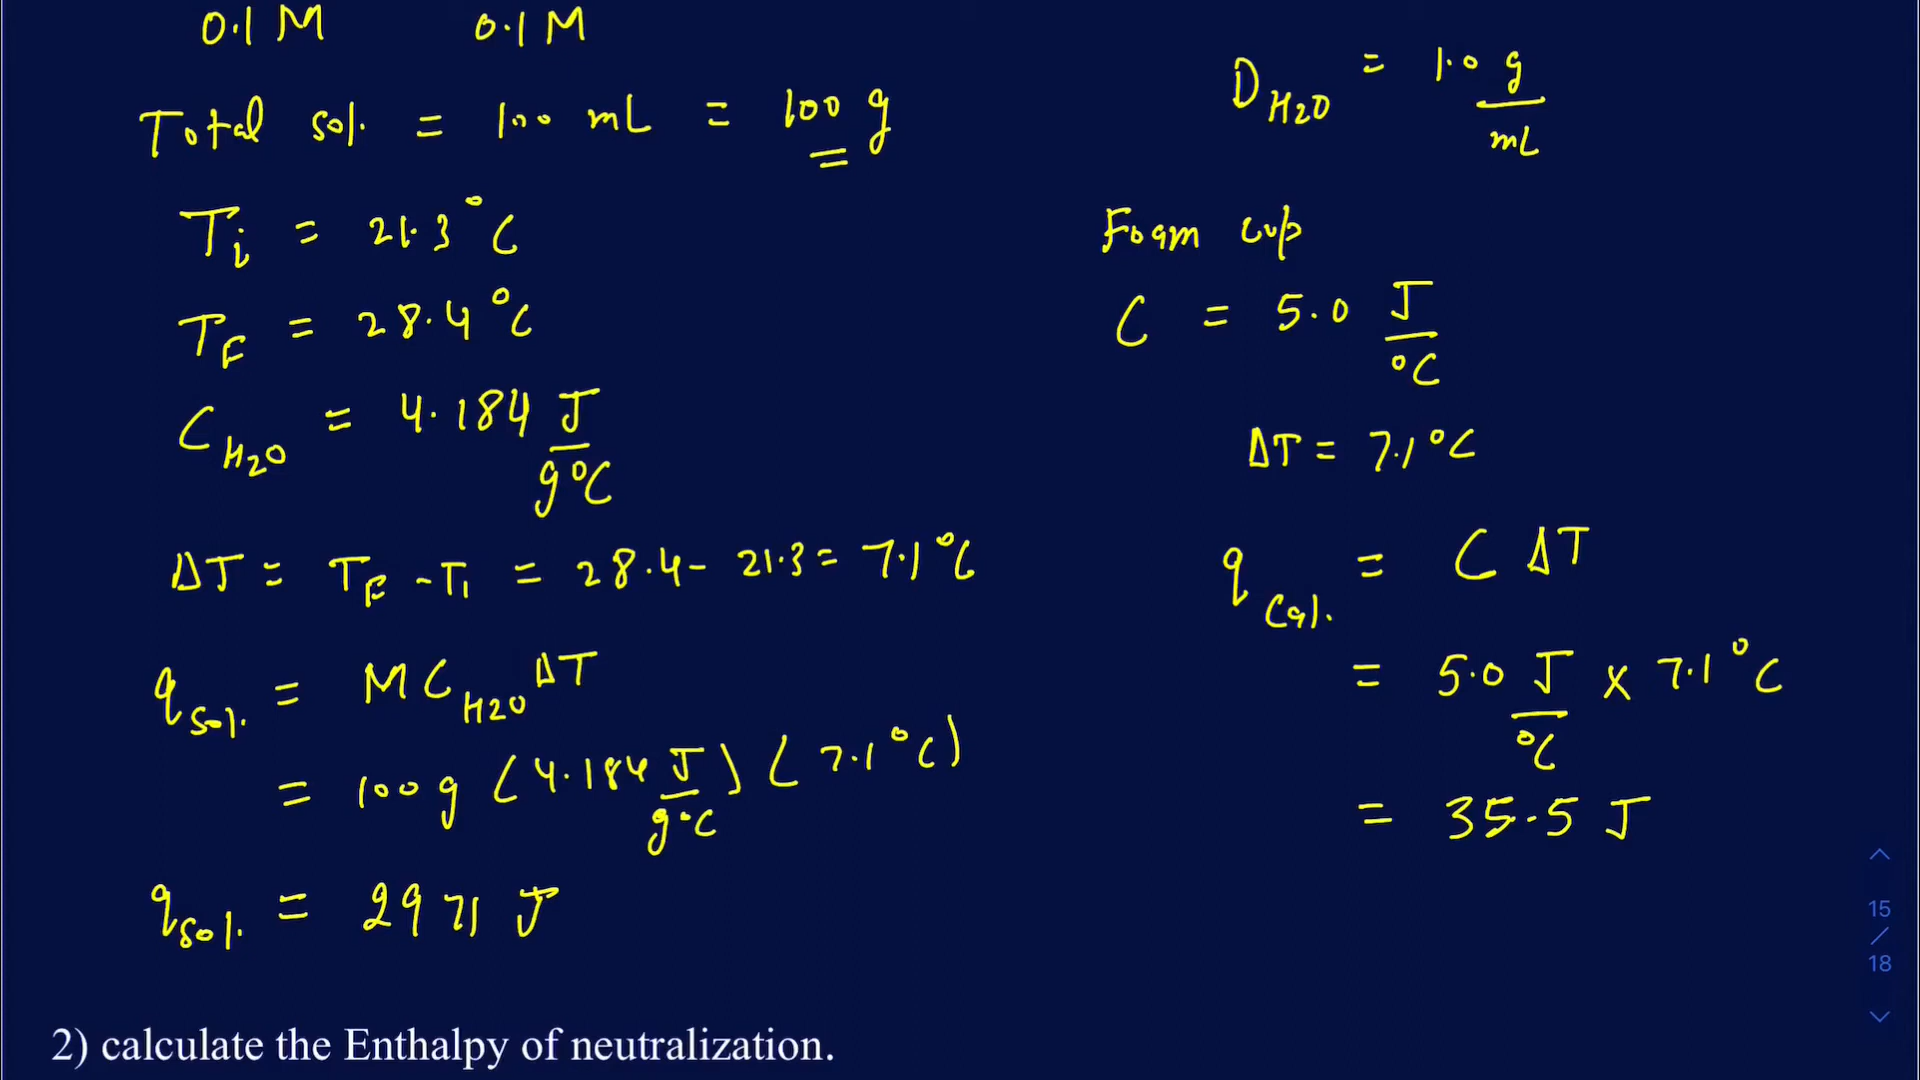 0.1 M 0.1 M
Total sol. = 100 mL = 100 g
Ti = 21.3 °C
TF = 28.4 °C
C H2O = 4.184 J
g °C
ΔT = TF - T1 = 28.4 - 21.3 = 7.1 °C
q sol. = M C H2O ΔT
= 100 g (4.184 J) (7.1 °C)
g °C
q sol. = 2971 J
D H2O = 1.0 g
mL
Foam cup
C = 5.0 J
°C
ΔT = 7.1 °C
q Cal. = C ΔT
= 5.0 J x 7.1 °C
°C
= 35.5 J
15
/
18
2) calculate the Enthalpy of neutralization.